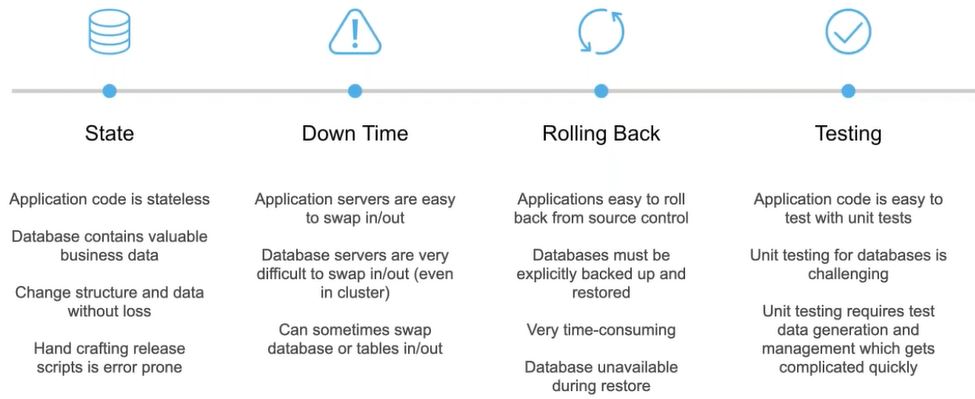 State
Application code is stateless
Database contains valuable
business data
Change structure and data
without loss
Hand crafting release
scripts is error prone
Down Time
Application servers are easy
to swap in/out
Database servers are very
difficult to swap in/out (even
in cluster)
Can sometimes swap
database or tables in/out
Rolling Back
Applications easy to roll
back from source control
Databases must be
explicitly backed up and
restored
Very time-consuming
Database unavailable
during restore
Testing
Application code is easy to
test with unit tests
Unit testing for databases is
challenging
Unit testing requires test
data generation and
management which gets
complicated quickly